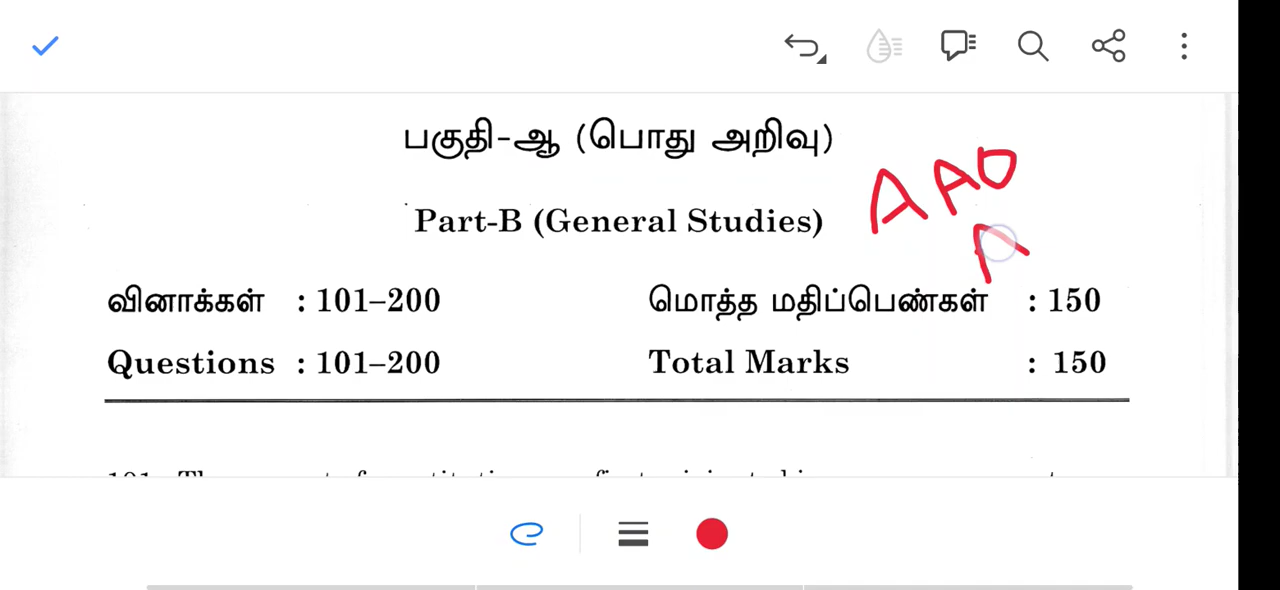 பகுதி-ஆ (பொது அறிவு)
AAO
Part-B (General Studies)
வினாக்கள் : 101–200
மொத்த மதிப்பெண்கள் : 150
Questions : 101–200
Total Marks : 150